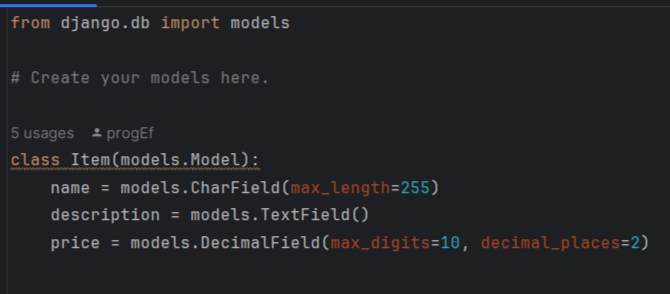 from django.db import models
# Create your models here.
5 usages progEf
class Item(models.Model):
    name = models.CharField(max_length=255)
    description = models.TextField()
    price = models.DecimalField(max_digits=10, decimal_places=2)